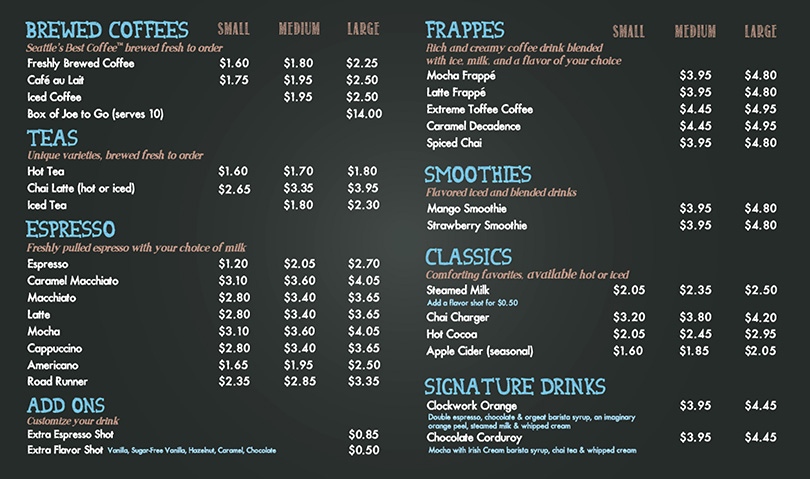 BREWED COFFEES SMALL MEDIUM LARGE
Seattle's Best Coffee™ brewed fresh to order
Freshly Brewed Coffee $1.60 $1.80 $2.25
Café au Lait $1.75 $1.95 $2.50
Iced Coffee $1.95 $2.50
Box of Joe to Go (serves 10) $14.00
TEAS
Unique varieties, brewed fresh to order
Hot Tea $1.60 $1.70 $1.80
Chai Latte (hot or iced) $2.65 $3.35 $3.95
Iced Tea $1.80 $2.30
ESPRESSO
Freshly pulled espresso with your choice of milk
Espresso $1.20 $2.05 $2.70
Caramel Macchiato $3.10 $3.60 $4.05
Macchiato $2.80 $3.40 $3.65
Latte $2.80 $3.40 $3.65
Mocha $3.10 $3.60 $4.05
Cappuccino $2.80 $3.40 $3.65
Americano $1.65 $1.95 $2.50
Road Runner $2.35 $2.85 $3.35
ADD ONS
Customize your drink
Extra Espresso Shot $0.85
Extra Flavor Shot Vanilla, Sugar-Free Vanilla, Hazelnut, Caramel, Chocolate $0.50
FRAPPES SMALL MEDIUM LARGE
Rich and creamy coffee drink blended
with ice, milk, and a flavor of your choice
Mocha Frappé $3.95 $4.80
Latte Frappé $3.95 $4.80
Extreme Toffee Coffee $4.45 $4.95
Caramel Decadence $4.45 $4.95
Spiced Chai $3.95 $4.80
SMOOTHIES
Flavored iced and blended drinks
Mango Smoothie $3.95 $4.80
Strawberry Smoothie $3.95 $4.80
CLASSICS
Comforting favorites, available hot or iced
Steamed Milk $2.05 $2.35 $2.50
Add a flavor shot for $0.50
Chai Charger $3.20 $3.80 $4.20
Hot Cocoa $2.05 $2.45 $2.95
Apple Cider (seasonal) $1.60 $1.85 $2.05
SIGNATURE DRINKS
Clockwork Orange $3.95 $4.45
Double espresso, chocolate & orgeat barista syrup, an imaginary
orange peel, steamed milk & whipped cream
Chocolate Corduroy $3.95 $4.45
Mocha with Irish Cream barista syrup, chai tea & whipped cream